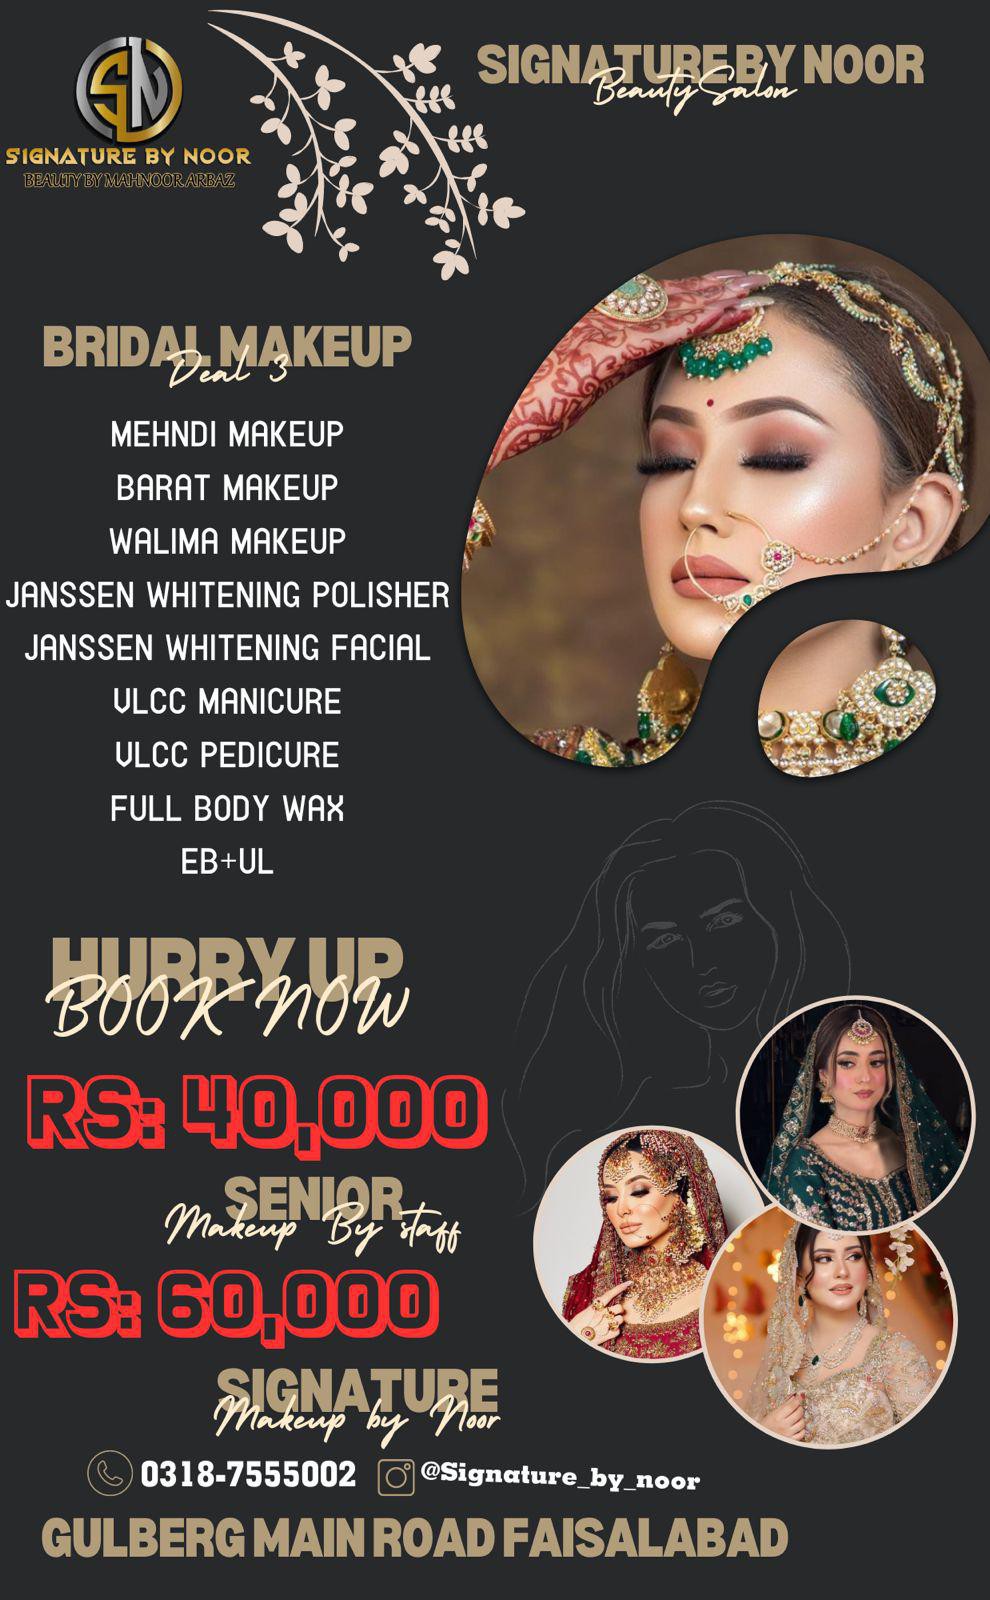 SIGNATURE BY NOOR
BEAUTY BY MAHNOOR ARBAZ
SIGNATURE BY NOOR
Beauty Salon
BRIDAL MAKEUP
Deal 3
MEHNDI MAKEUP
BARAT MAKEUP
WALIMA MAKEUP
JANSSEN WHITENING POLISHER
JANSSEN WHITENING FACIAL
VLCC MANICURE
VLCC PEDICURE
FULL BODY WAX
EB+UL
HURRY UP
BOOK NOW
RS: 40,000
SENIOR
Makeup By staff
RS: 60,000
SIGNATURE
Makeup by Noor
0318-7555002 @Signature_by_noor
GULBERG MAIN ROAD FAISALABAD